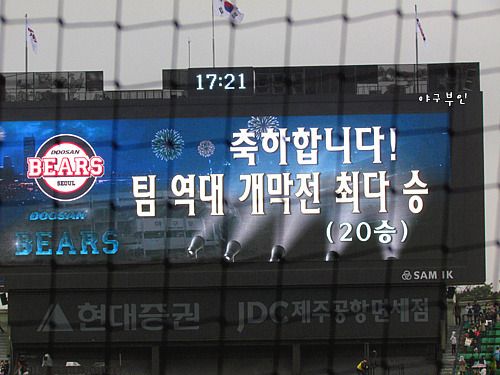 17:21
야구부인
DOOSAN
BEARS
SEOUL
축하합니다!
팀 역대 개막전 최다 승
(20승)
DOOSAN
BEARS
SAMIK
현대증권
JDC제주공항면세점